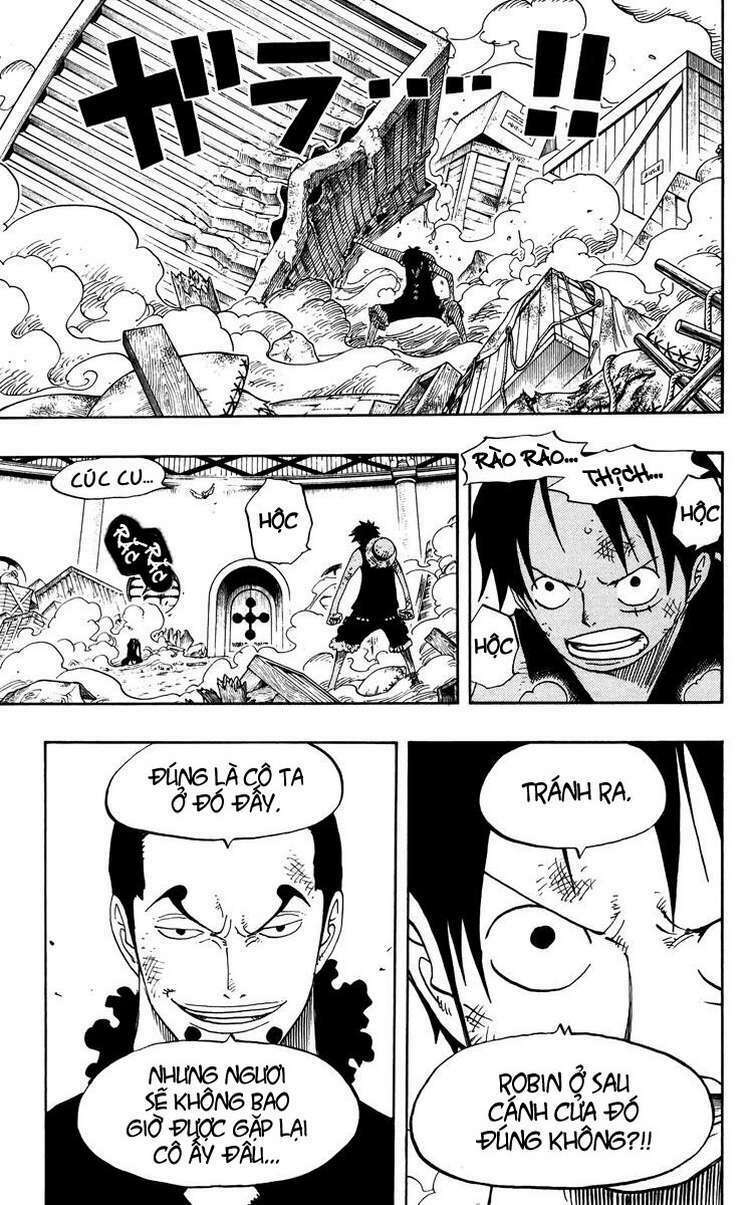 ガラ……!!
RÀO RÀO...
THỊCH...
HỘC
HỘC
CÚC CU...
HỘC
RẮC
RẮC
TRÁNH RA.
ROBIN Ở SAU
CÁNH CỬA ĐÓ
ĐÚNG KHÔNG?!!
ĐÚNG LÀ CÔ TA
Ở ĐÓ ĐẤY.
NHƯNG NGƯƠI
SẼ KHÔNG BAO
GIỜ ĐƯỢC GẶP LẠI
CÔ ẤY ĐÂU...